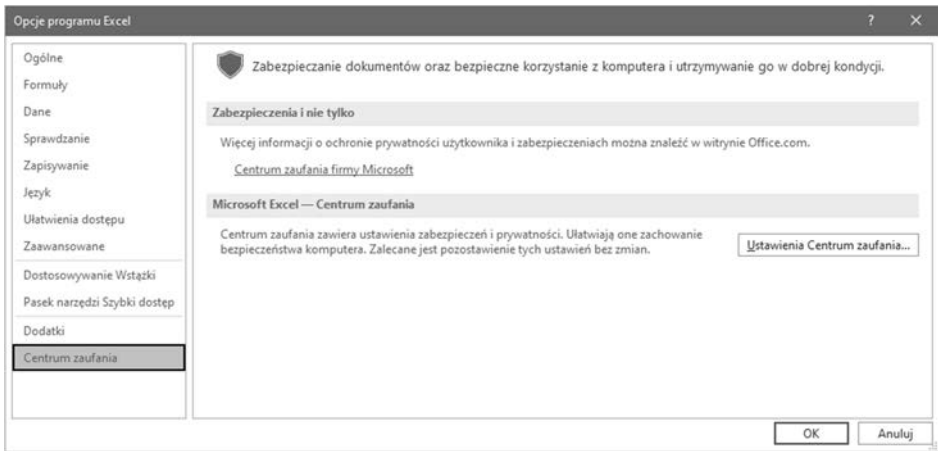 Opcje programu Excel
?
×
Ogólne
Formuły
Dane
Sprawdzanie
Zapisywanie
Język
Ułatwienia dostępu
Zaawansowane
Dostosowywanie Wstążki
Pasek narzędzi Szybki dostęp
Dodatki
Centrum zaufania
Zabezpieczanie dokumentów oraz bezpieczne korzystanie z komputera i utrzymywanie go w dobrej kondycji.
Zabezpieczenia i nie tylko
Więcej informacji o ochronie prywatności użytkownika i zabezpieczeniach można znaleźć w witrynie Office.com.
Centrum zaufania firmy Microsoft
Microsoft Excel — Centrum zaufania
Centrum zaufania zawiera ustawienia zabezpieczeń i prywatności. Ułatwiają one zachowanie
bezpieczeństwa komputera. Zalecane jest pozostawienie tych ustawień bez zmian.
Ustawienia Centrum zaufania...
OK
Anuluj